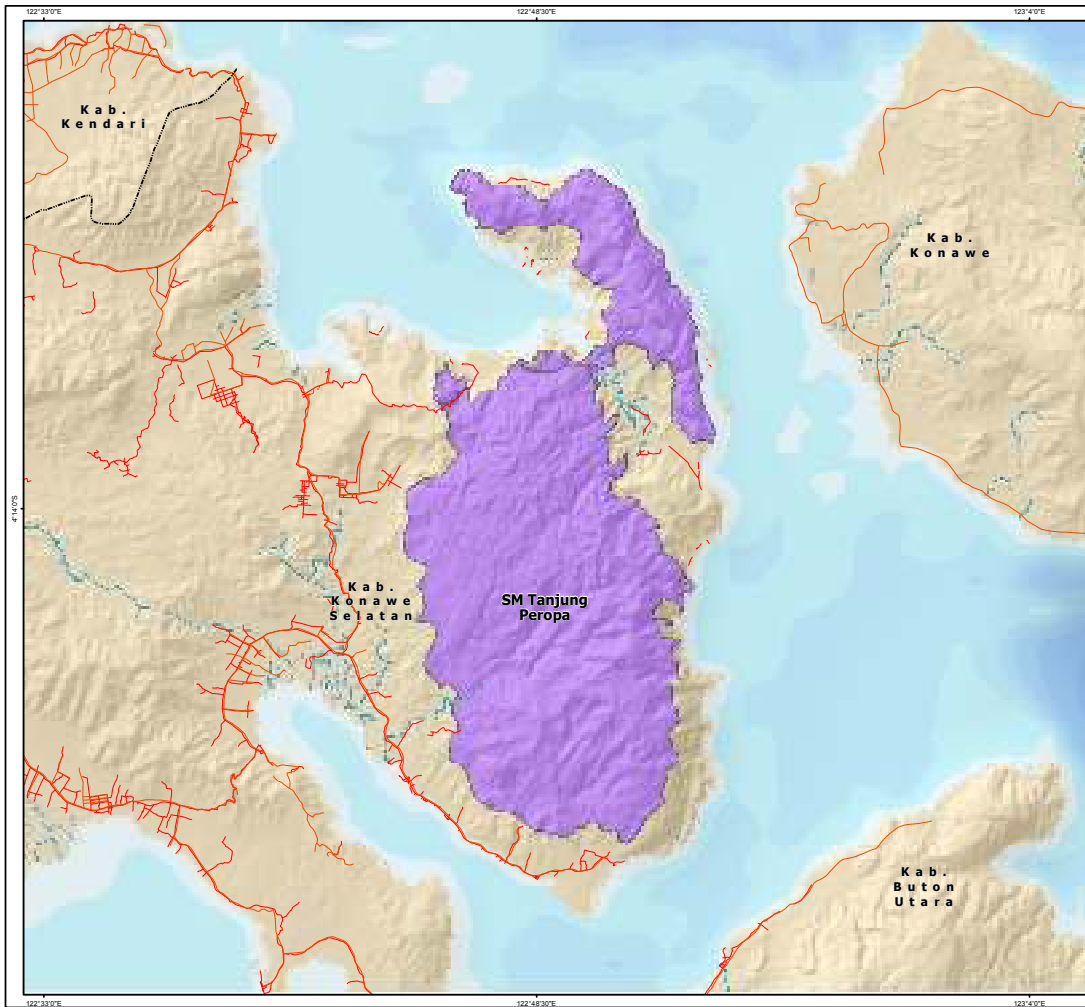 122°33'0"E
122°48'30"E
123°4'0"E
Kab.
Kendari
Kab.
Konawe
4°14'0"S
Kab.
Konawe
Selatan
SM Tanjung
Peropa
Kab.
Buton
Utara
122°33'0"E
122°48'30"E
123°4'0"E